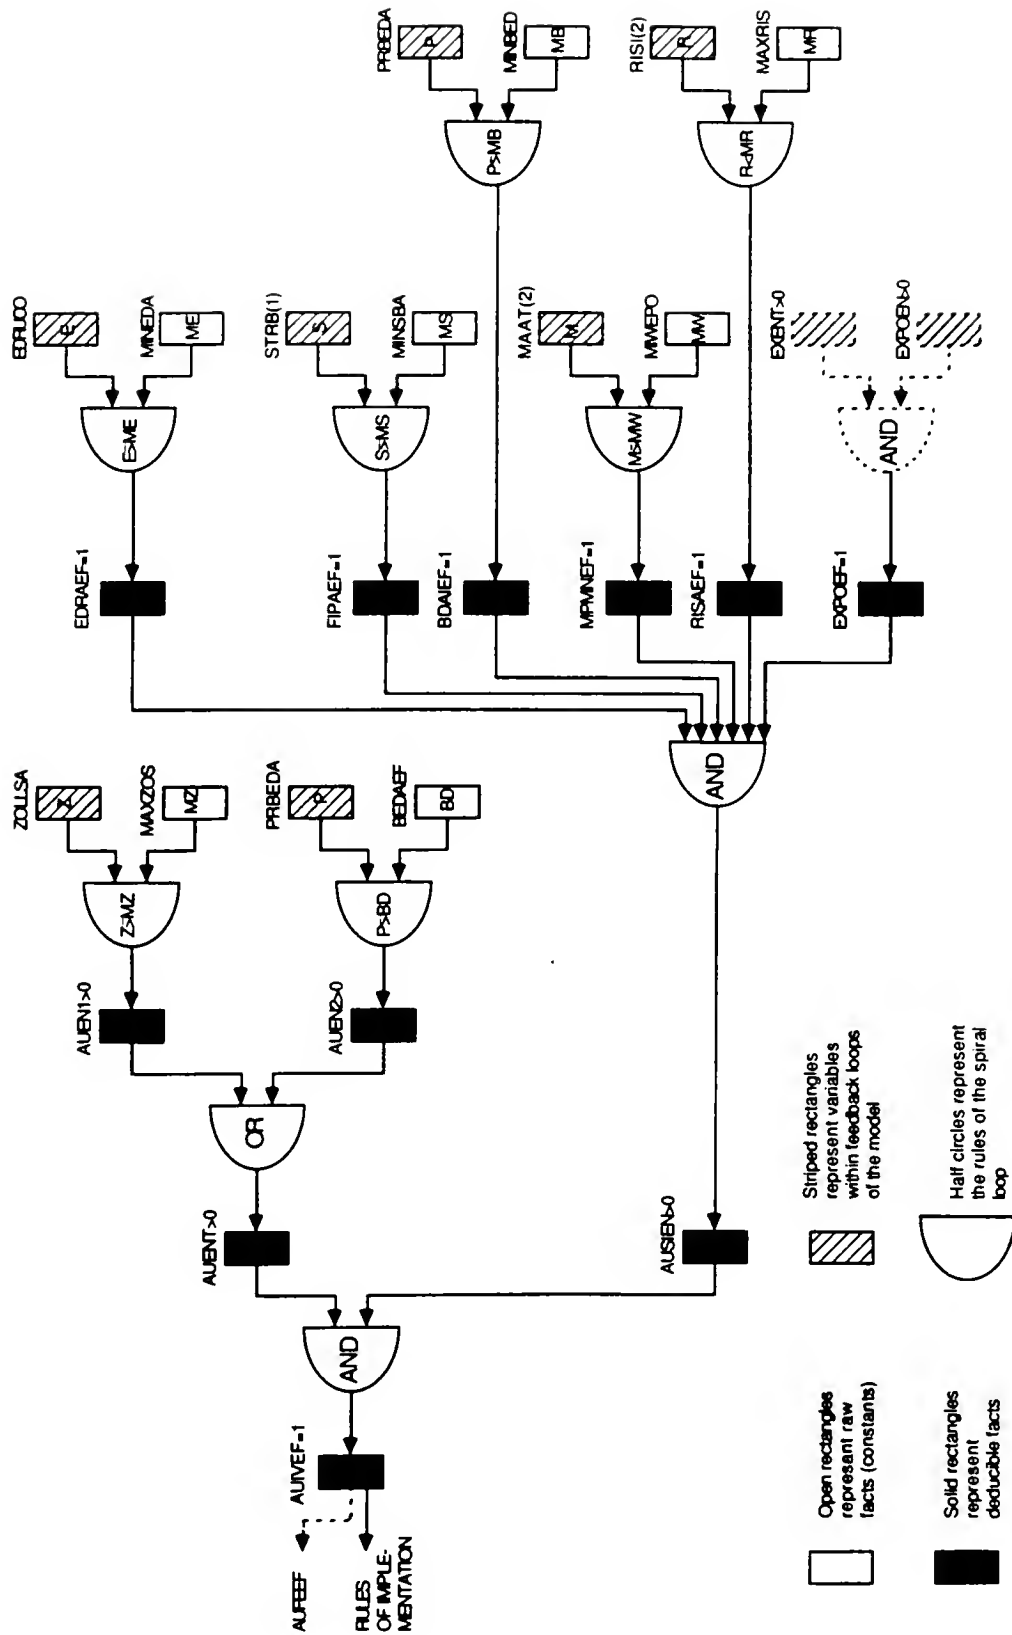 RULES
OF IMPLE-
MENTATION
AUIVEF=1
AND
AUENT>0
OR
AUEN1>0
Z>MZ
ZOLLSA
Z
MAXZOS
MZ
AUEN2>0
P≤BD
PRBEDA
P
BEDAEF
BD
AUSIEN>0
AND
EDRAEF=1
E>ME
EDRUCO
E
MINEDA
ME
FIPAEF=1
S>MS
STRB(1)
S
MINSBA
MS
BDAIEF=1
P≤MB
PRBEDA
P
MINBED
MB
MPMNEF=1
M≤MW
MAAT(2)
M
MIWEPO
MW
RISAEF=1
R<MR
RISI(2)
R
MAXRIS
MR
EXPOEF=1
AND
EXENT>0
EXPOEN>0
Open rectangles
represant raw
facts (constants)
Striped rectangles
represent variables
within feedback loops
of the model
Solid rectangles
represent
deducible facts
Half circles represent
the rules of the spiral
loop